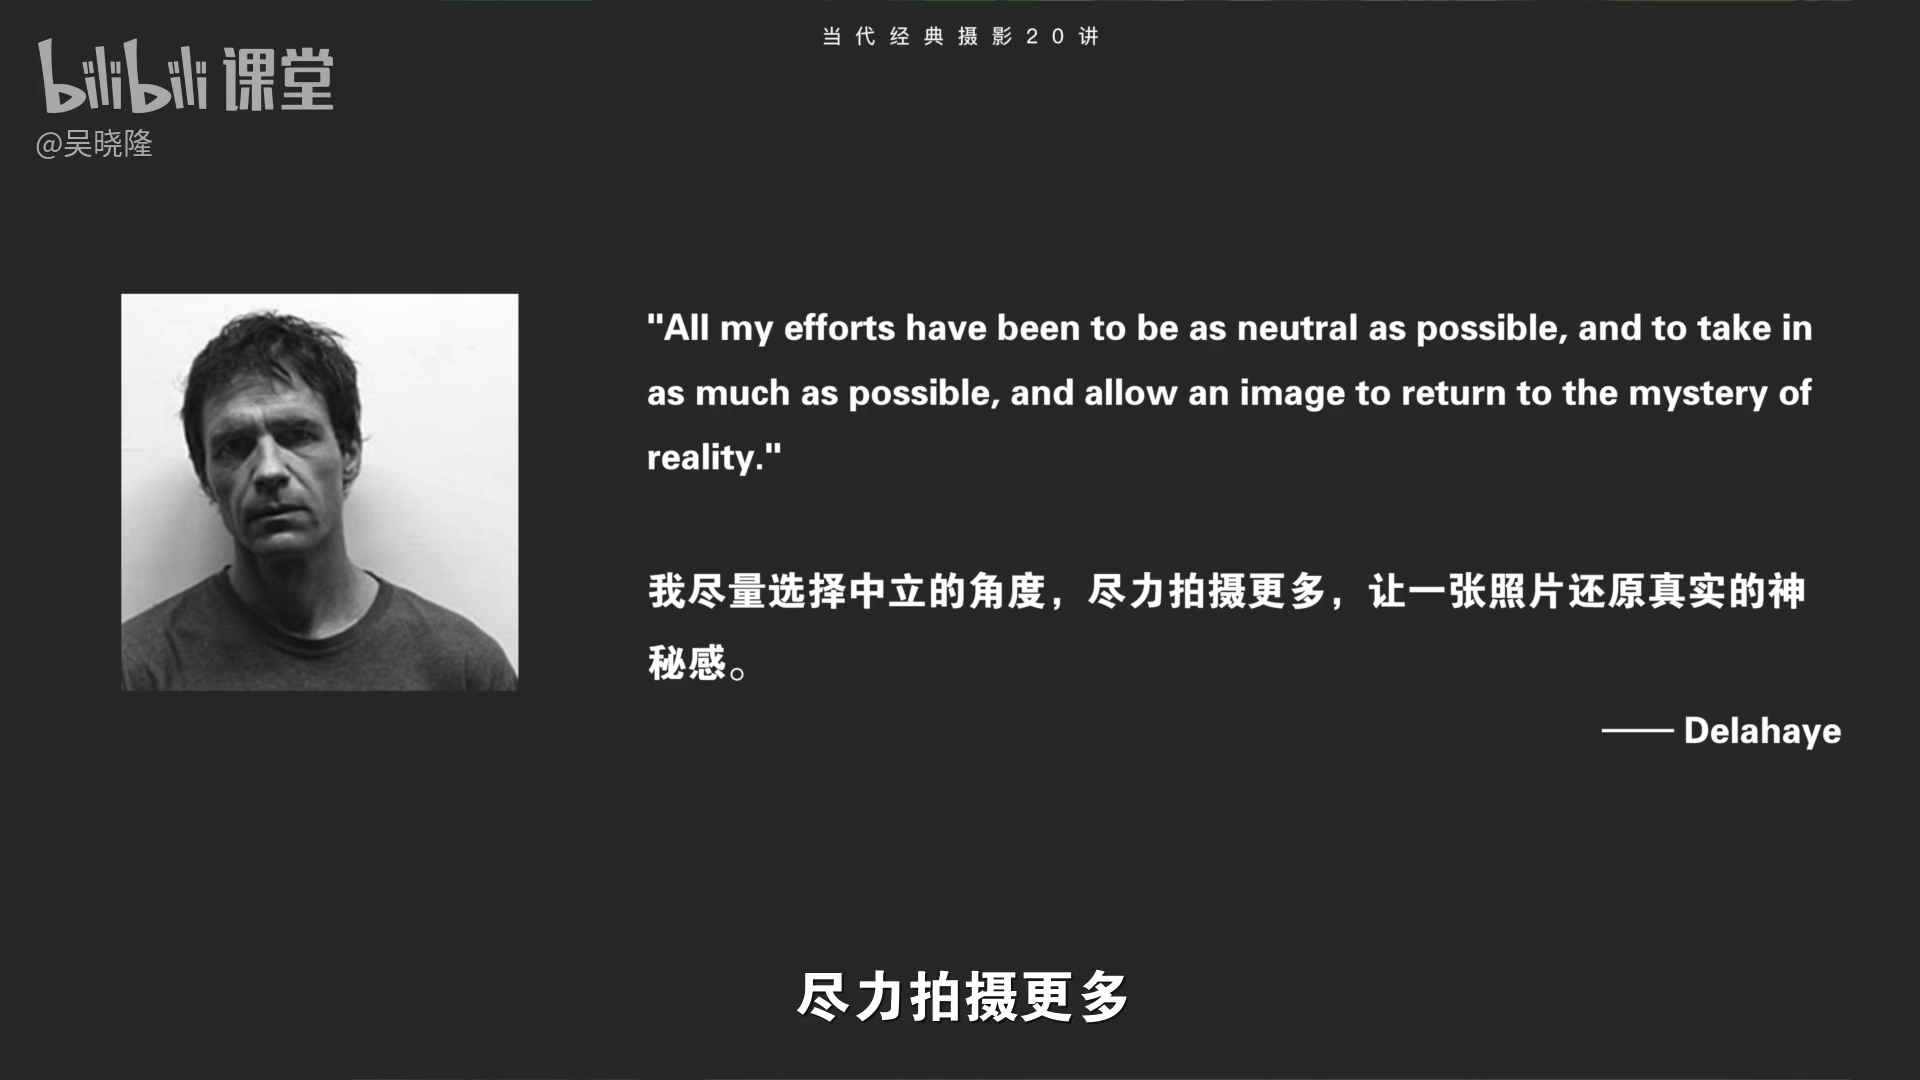 当代经典摄影20讲
bilibili课堂
@吴晓隆
"All my efforts have been to be as neutral as possible, and to take in
as much as possible, and allow an image to return to the mystery of
reality."
我尽量选择中立的角度，尽力拍摄更多，让一张照片还原真实的神
秘感。
—— Delahaye
尽力拍摄更多